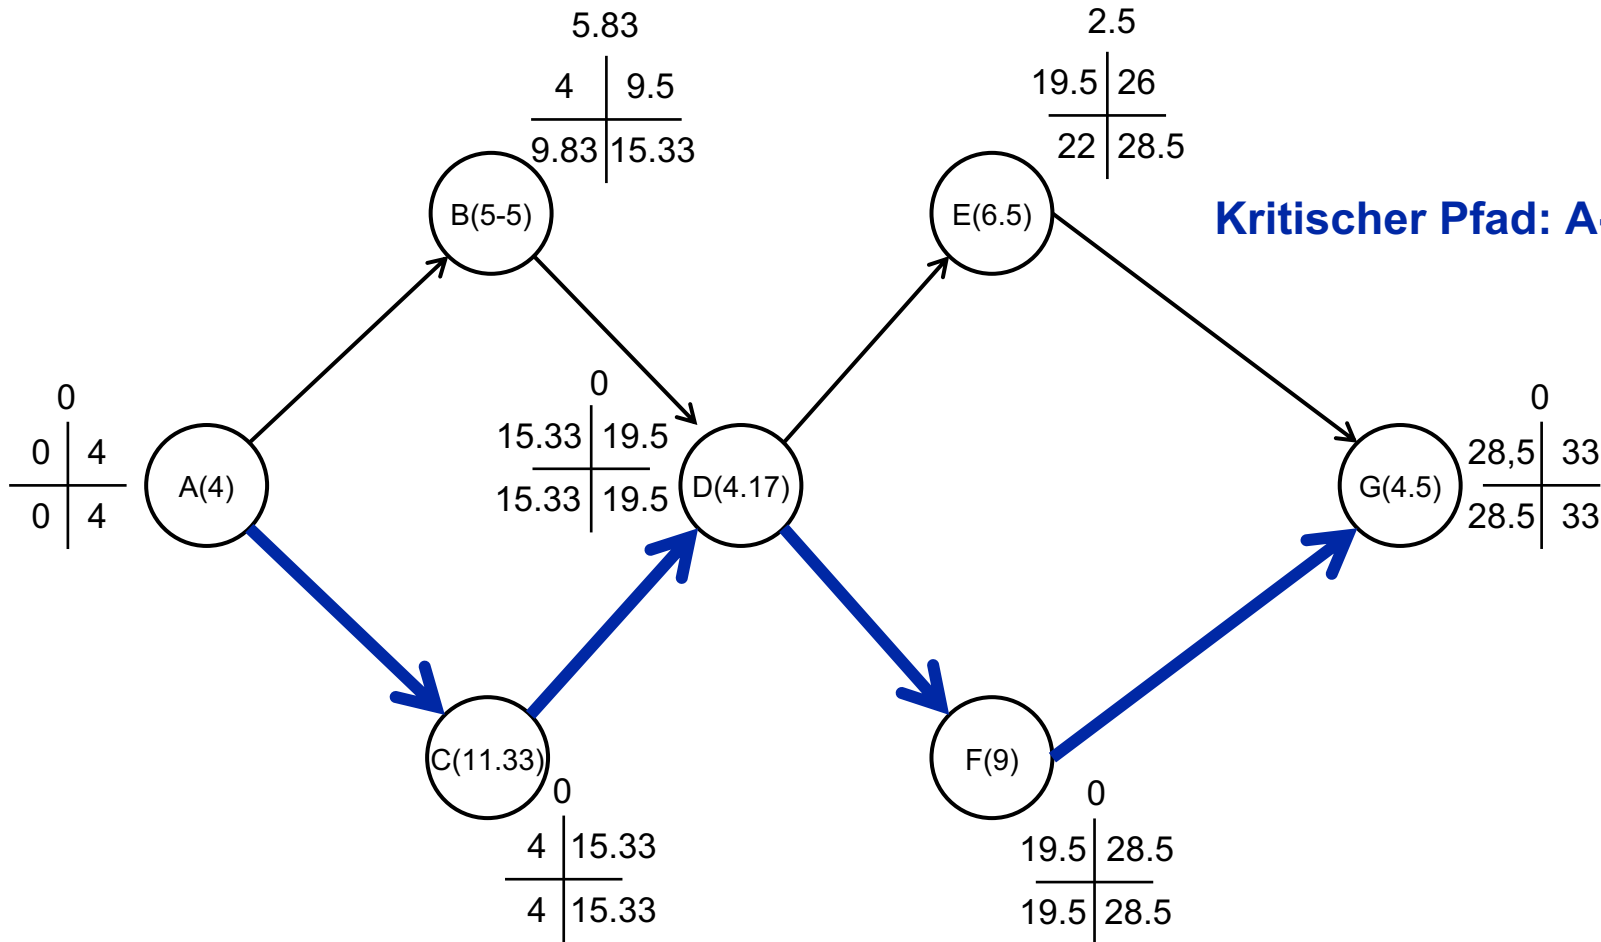 5.83
4 9.5
9.83 15.33
B(5-5)
2.5
19.5 26
22 28.5
E(6.5)
Kritischer Pfad: A-
0
0 4
0 4
A(4)
0
15.33 19.5
15.33 19.5
D(4.17)
0
28,5 33
28.5 33
G(4.5)
C(11.33)
0
4 15.33
4 15.33
F(9)
0
19.5 28.5
19.5 28.5